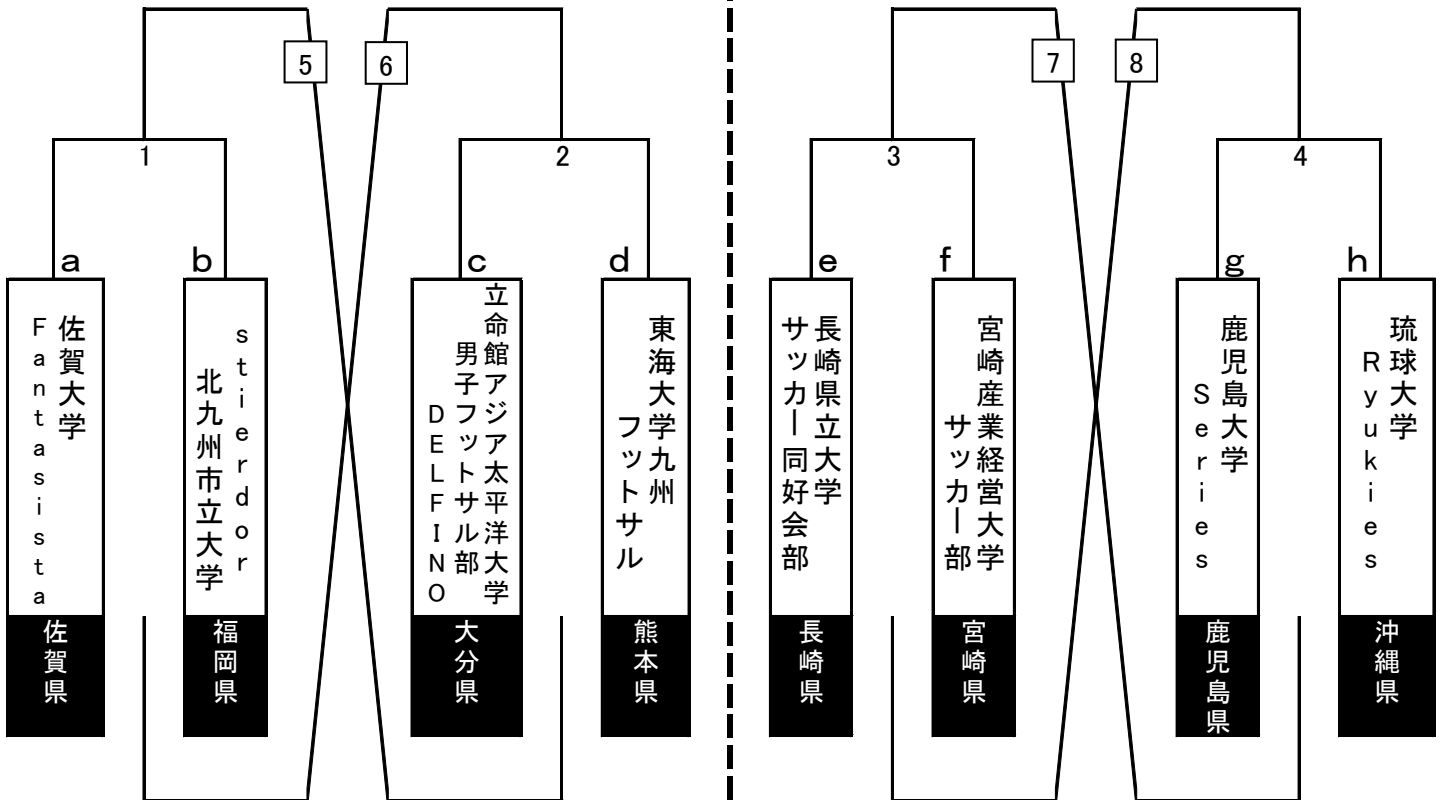 5
6
7
8
1
2
3
4
a
b
c
d
e
f
g
h
佐賀大学
Fantasista
佐賀県
stierdor
北九州市立大学
福岡県
立命館アジア太平洋大学
男子フットサル部
DELFINO
大分県
東海大学九州
フットサル
熊本県
長崎県立大学
サッカー同好会部
長崎県
宮崎産業経営大学
サッカー部
宮崎県
鹿児島大学
Series
鹿児島県
琉球大学
Ryukies
沖縄県